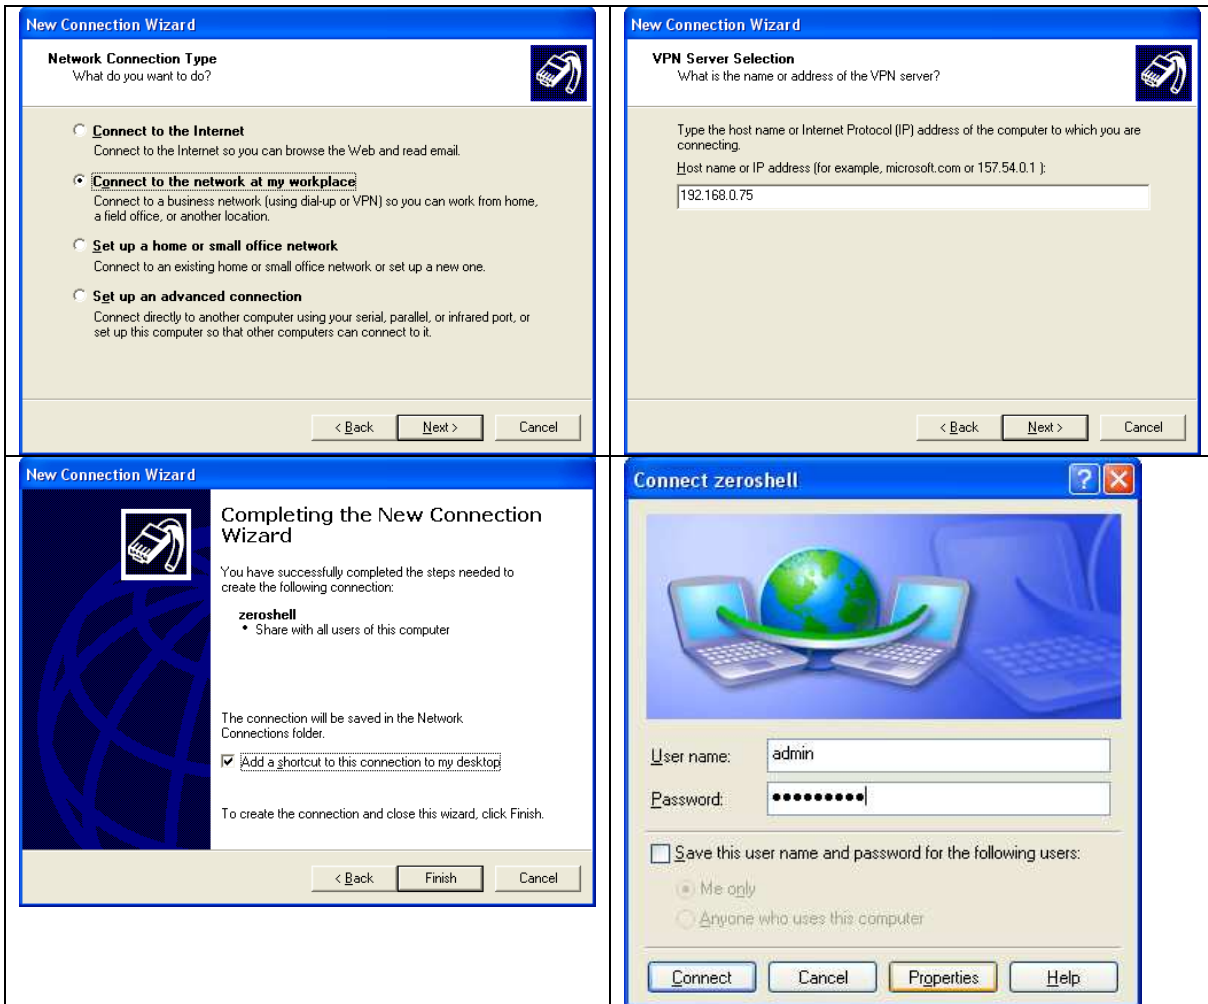 New Connection Wizard
Network Connection Type
What do you want to do?
Connect to the Internet
Connect to the Internet so you can browse the Web and read email.
Connect to the network at my workplace
Connect to a business network (using dial-up or VPN) so you can work from home,
a field office, or another location.
Set up a home or small office network
Connect to an existing home or small office network or set up a new one.
Set up an advanced connection
Connect directly to another computer using your serial, parallel, or infrared port, or
set up this computer so that other computers can connect to it.
< Back
Next >
Cancel
New Connection Wizard
VPN Server Selection
What is the name or address of the VPN server?
Type the host name or Internet Protocol (IP) address of the computer to which you are
connecting.
Host name or IP address (for example, microsoft.com or 157.54.0.1 ):
192.168.0.75
< Back
Next >
Cancel
New Connection Wizard
Completing the New Connection
Wizard
You have successfully completed the steps needed to
create the following connection:
zeroshell
• Share with all users of this computer
The connection will be saved in the Network
Connections folder.
Add a shortcut to this connection to my desktop
To create the connection and close this wizard, click Finish.
< Back
Finish
Cancel
Connect zeroshell
User name:
admin
Password:
•••••••••
Save this user name and password for the following users:
Me only
Anyone who uses this computer
Connect
Cancel
Properties
Help